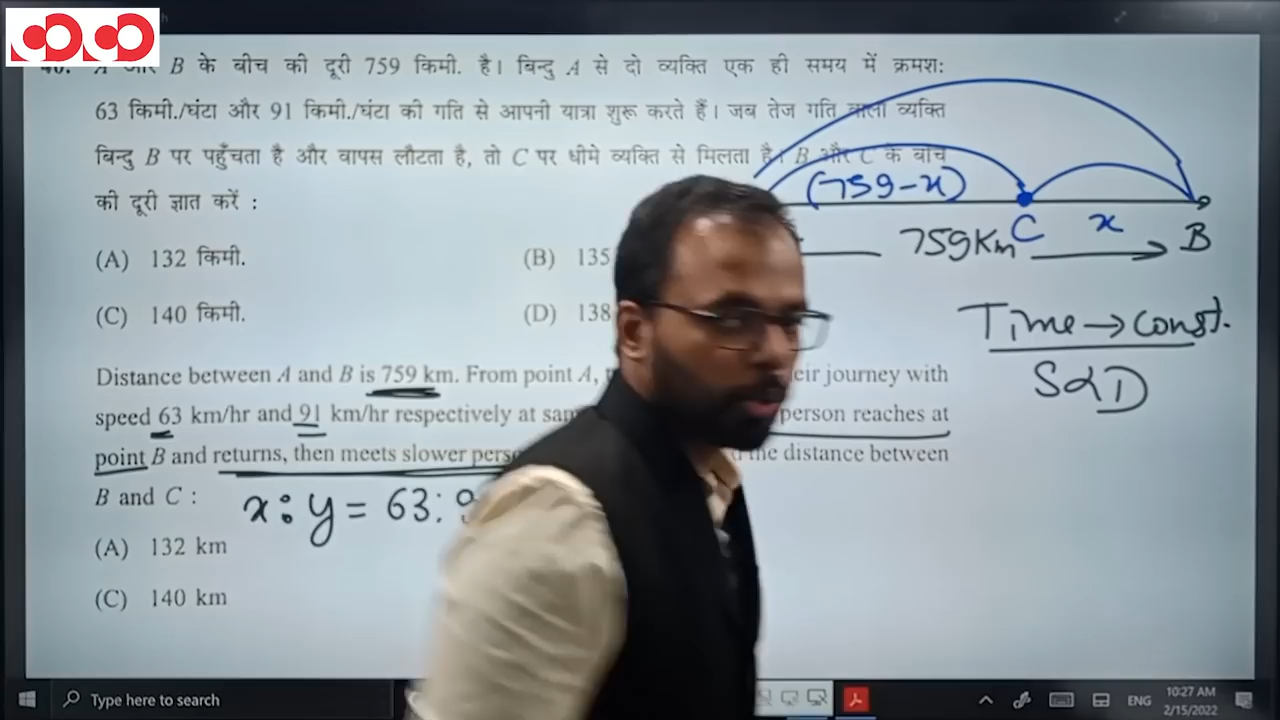 A और B के बीच की दूरी 759 किमी. है। बिन्दु A से दो व्यक्ति एक ही समय में क्रमश:
63 किमी./घंटा और 91 किमी./घंटा की गति से आपनी यात्रा शुरू करते हैं। जब तेज गति वाला व्यक्ति
बिन्दु B पर पहुँचता है और वापस लौटता है, तो C पर धीमे व्यक्ति से मिलता है। B और C के बीच
की दूरी ज्ञात करें :
(759-x)
C x B
759Km
(A) 132 किमी. (B) 135
(C) 140 किमी. (D) 138
Time → const.
S∝D
Distance between A and B is 759 km. From point A, eir journey with
speed 63 km/hr and 91 km/hr respectively at sam person reaches at
point B and returns, then meets slower pers the distance between
B and C :
x : y = 63:9
(A) 132 km
(C) 140 km
Type here to search
ENG
10:27 AM
2/15/2022